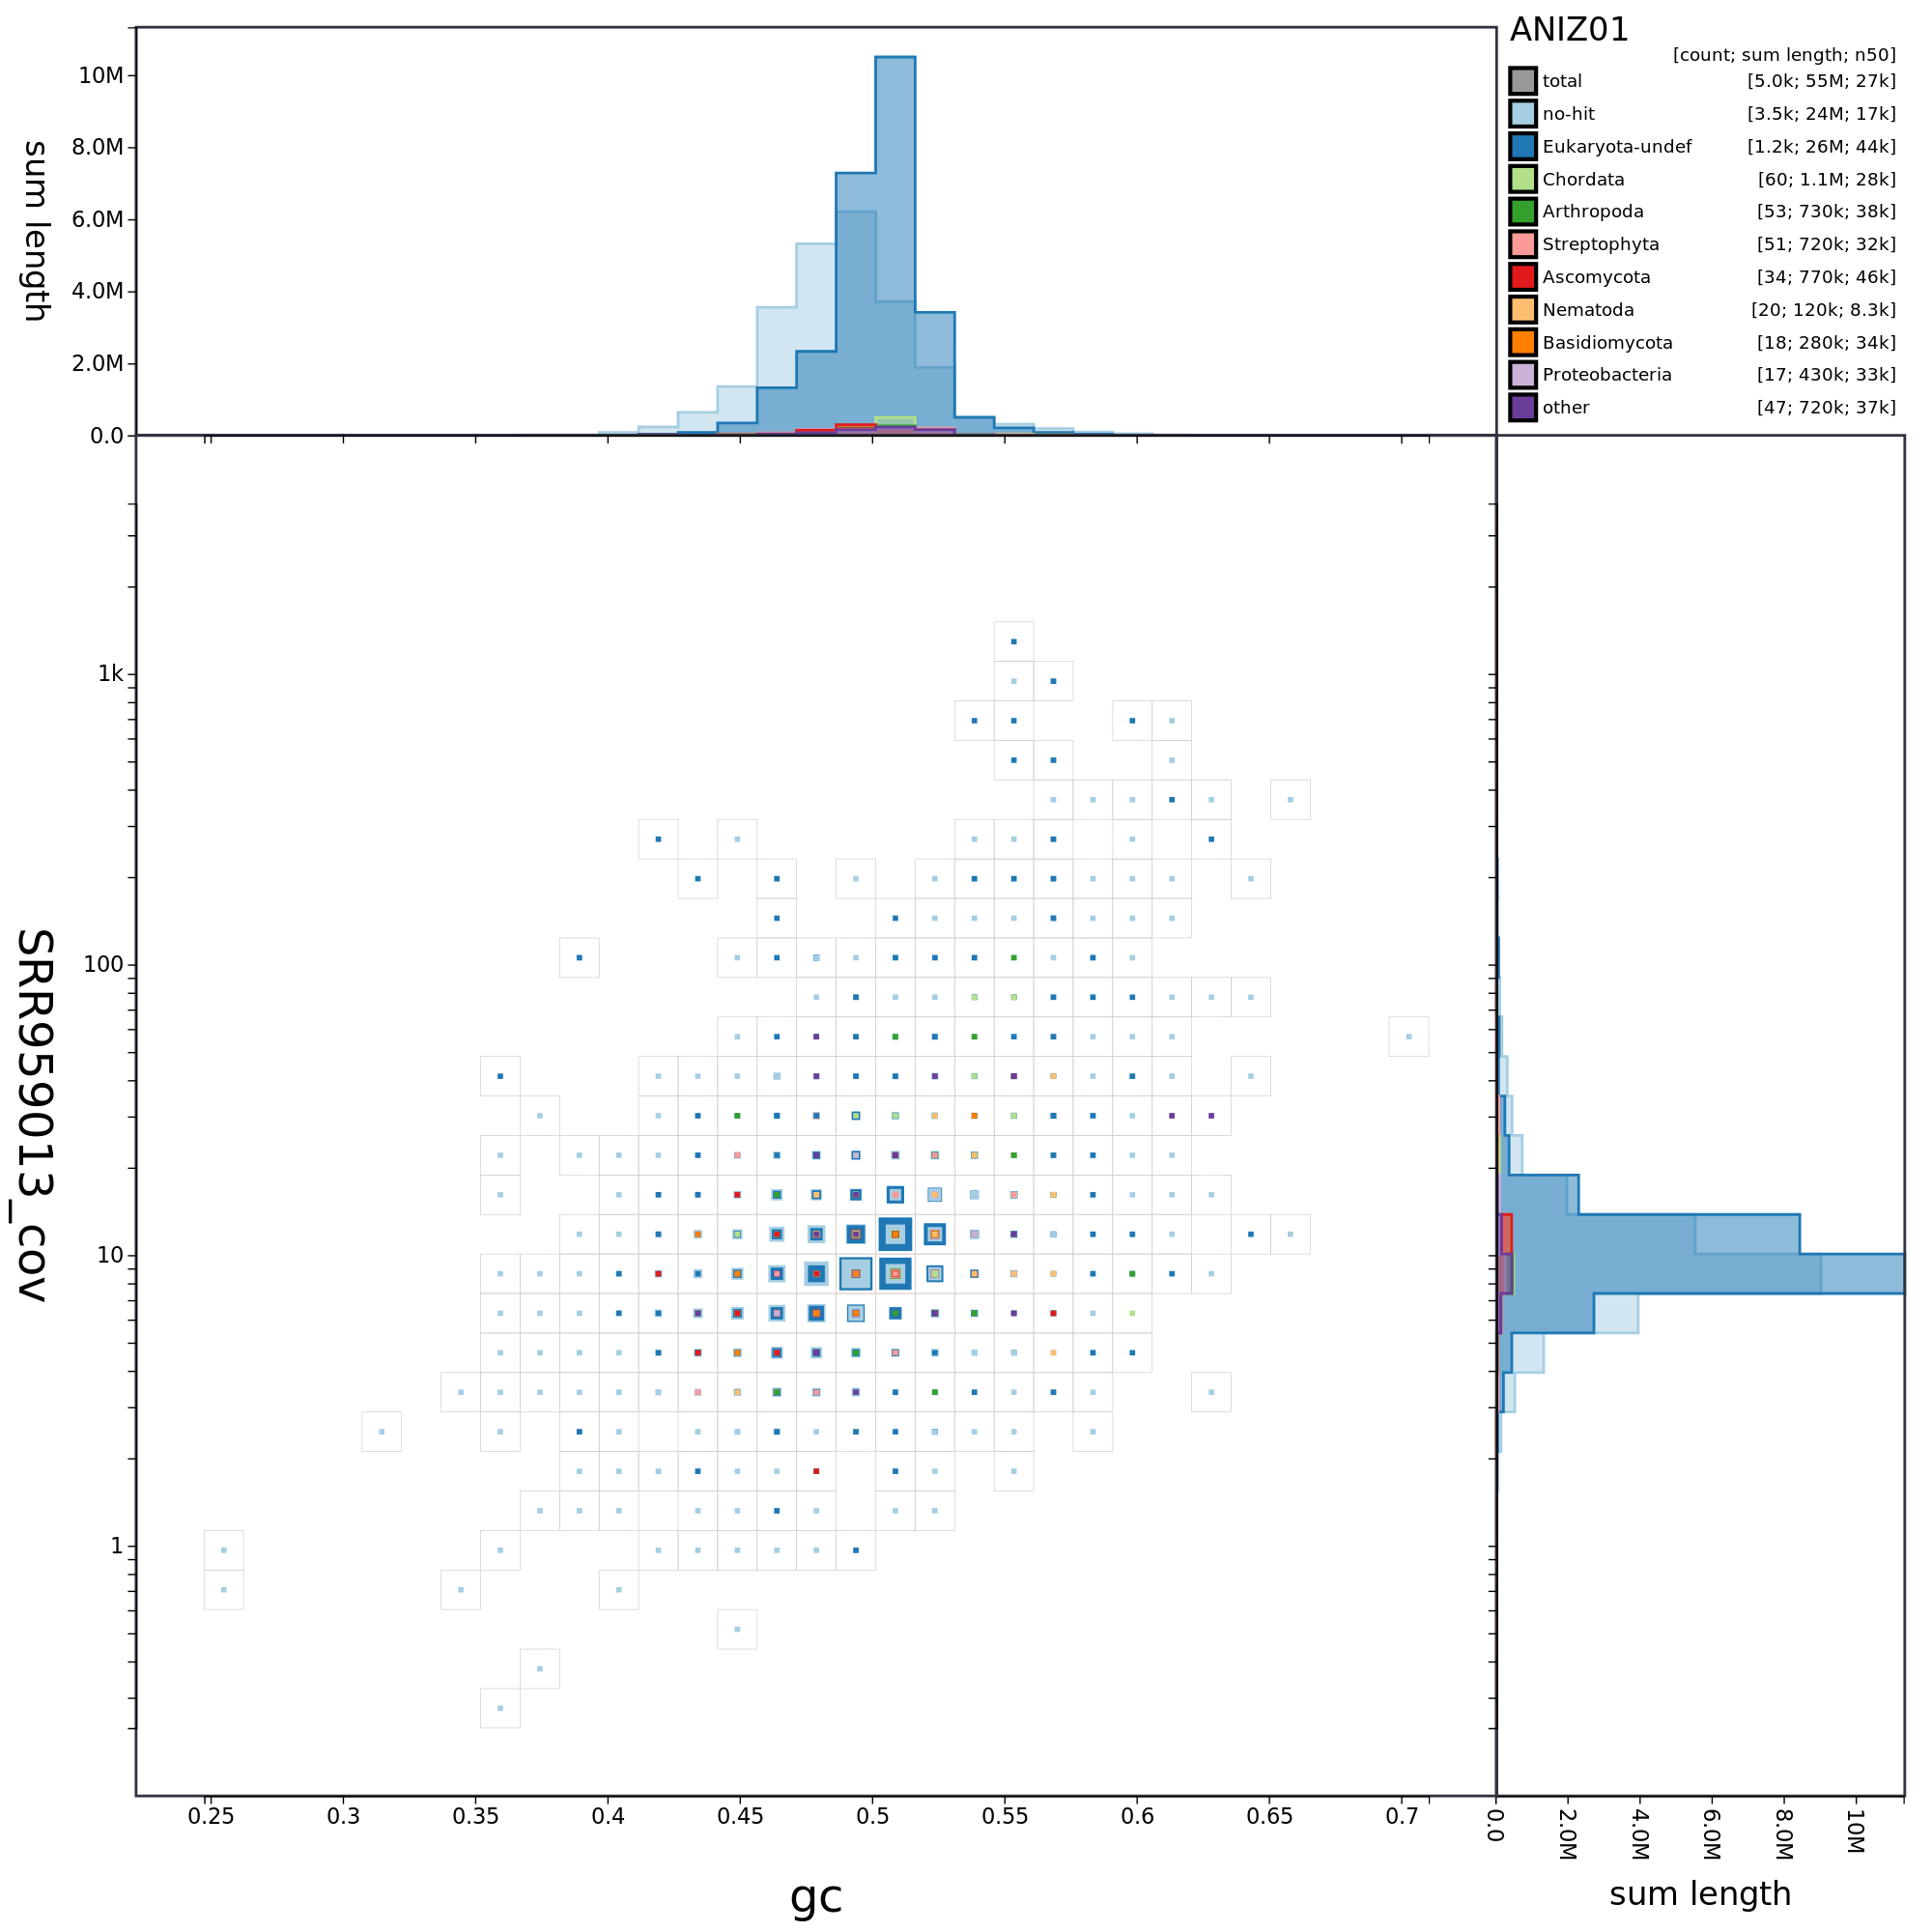 ANIZ01
[count; sum length; n50]
total [5.0k; 55M; 27k]
no-hit [3.5k; 24M; 17k]
Eukaryota-undef [1.2k; 26M; 44k]
Chordata [60; 1.1M; 28k]
Arthropoda [53; 730k; 38k]
Streptophyta [51; 720k; 32k]
Ascomycota [34; 770k; 46k]
Nematoda [20; 120k; 8.3k]
Basidiomycota [18; 280k; 34k]
Proteobacteria [17; 430k; 33k]
other [47; 720k; 37k]
sum length
10M
8.0M
6.0M
4.0M
2.0M
0.0
SRR959013_cov
1k
100
10
1
0.25 0.3 0.35 0.4 0.45 0.5 0.55 0.6 0.65 0.7
gc
0.0 2.0M 4.0M 6.0M 8.0M 10M
sum length